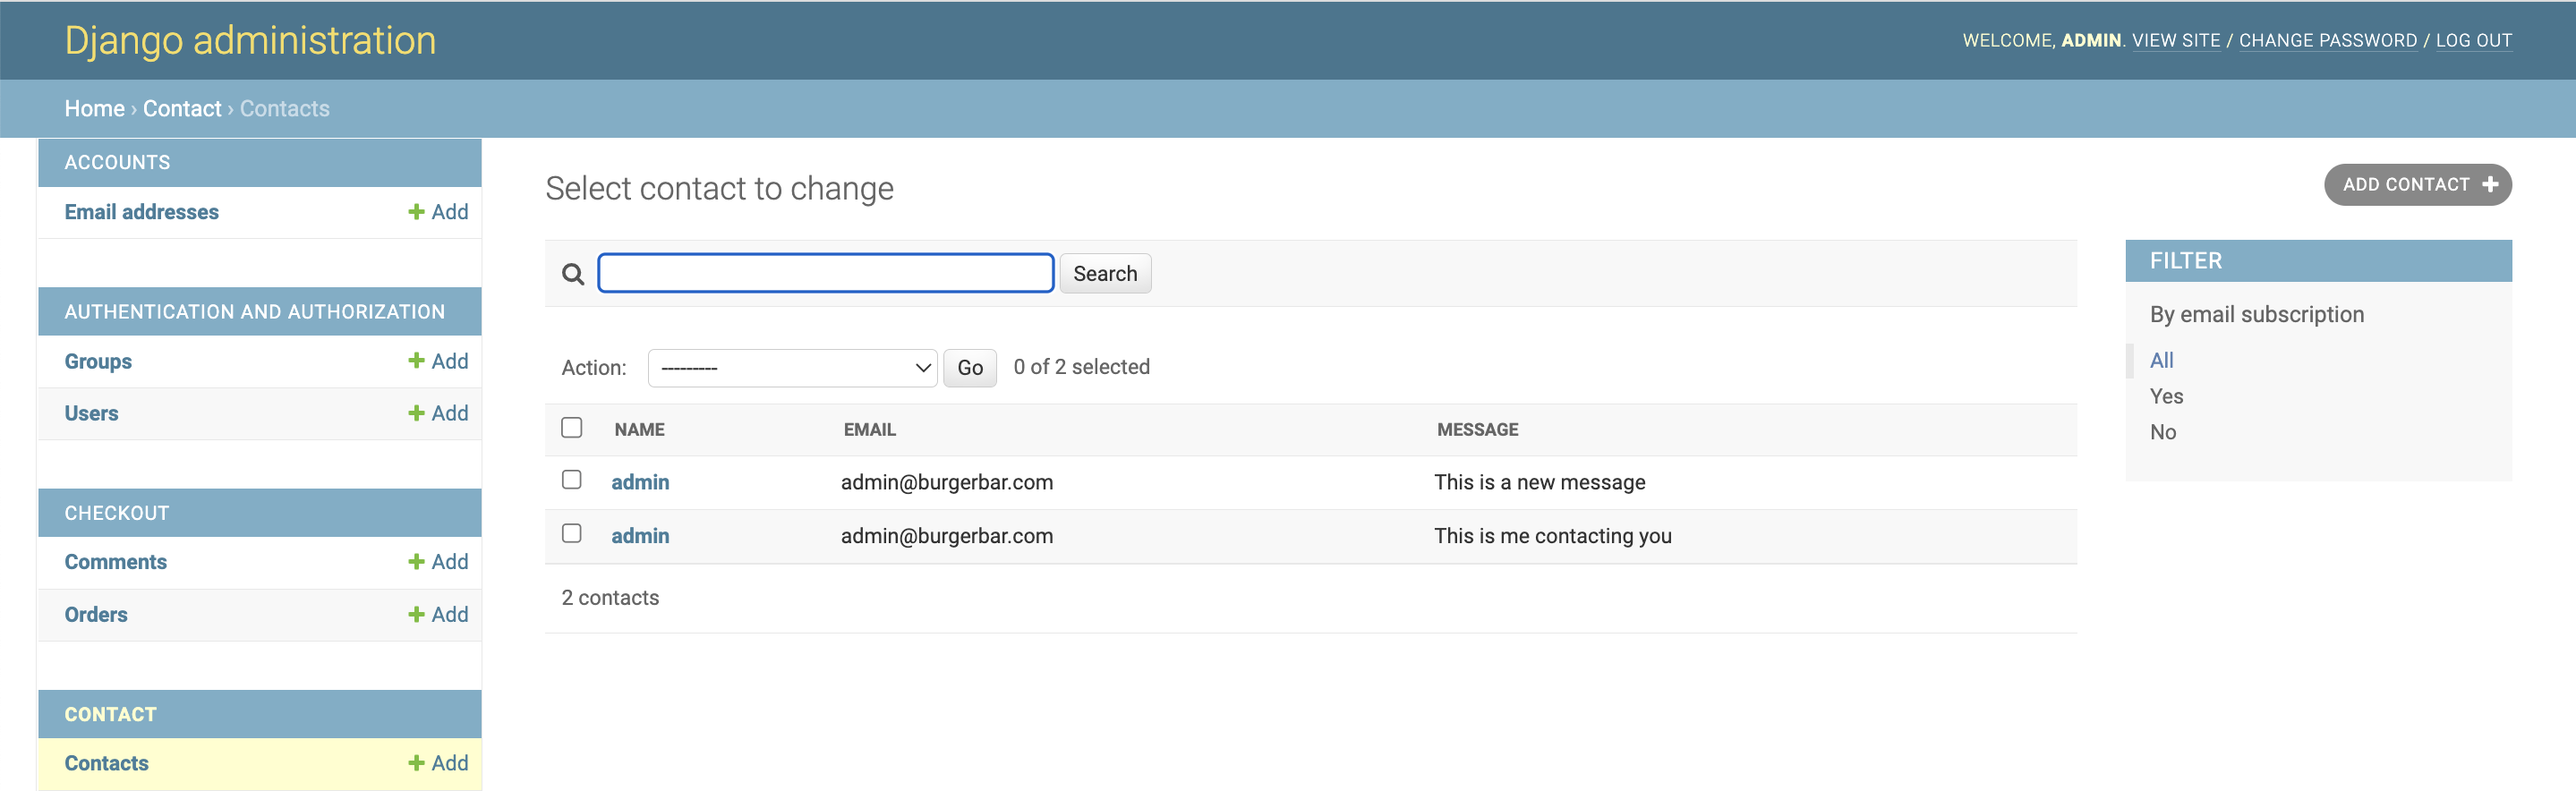 Django administration
WELCOME, ADMIN. VIEW SITE / CHANGE PASSWORD / LOG OUT
Home › Contact › Contacts
ACCOUNTS
Email addresses + Add
AUTHENTICATION AND AUTHORIZATION
Groups + Add
Users + Add
CHECKOUT
Comments + Add
Orders + Add
CONTACT
Contacts + Add
Select contact to change
ADD CONTACT +
Search
Action: --------- Go 0 of 2 selected
NAME EMAIL MESSAGE
admin admin@burgerbar.com This is a new message
admin admin@burgerbar.com This is me contacting you
2 contacts
FILTER
By email subscription
All
Yes
No